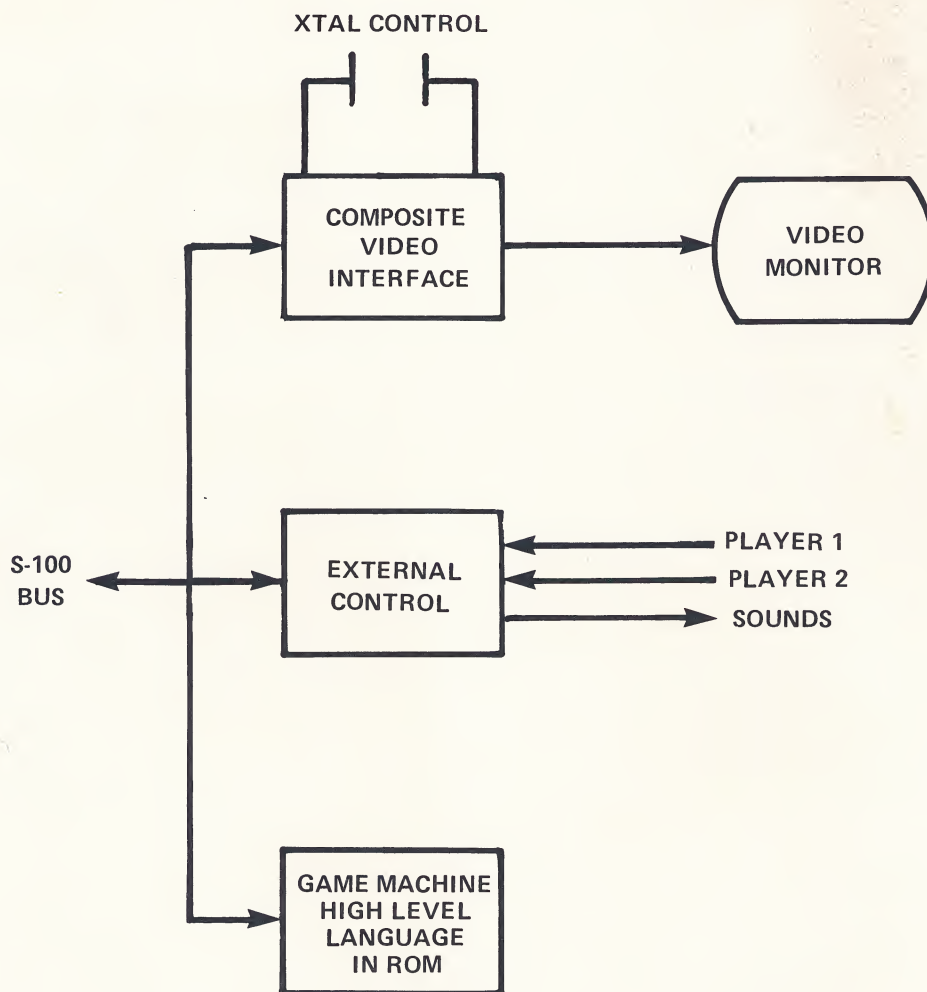 XTAL CONTROL
COMPOSITE
VIDEO
INTERFACE
VIDEO
MONITOR
S-100
BUS
EXTERNAL
CONTROL
PLAYER 1
PLAYER 2
SOUNDS
GAME MACHINE
HIGH LEVEL
LANGUAGE
IN ROM